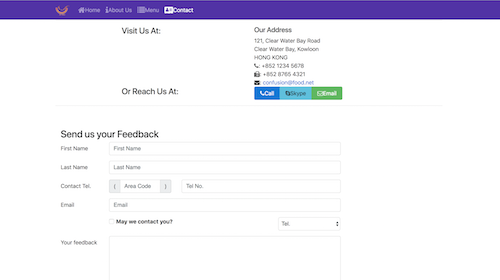 Home About Us Menu Contact
Visit Us At:
Our Address
121, Clear Water Bay Road
Clear Water Bay, Kowloon
HONG KONG
: +852 1234 5678
: +852 8765 4321
: confusion@food.net
Or Reach Us At:
Call Skype Email
Send us your Feedback
First Name First Name
Last Name Last Name
Contact Tel. ( Area Code ) Tel No.
Email Email
May we contact you? Tel.
Your feedback